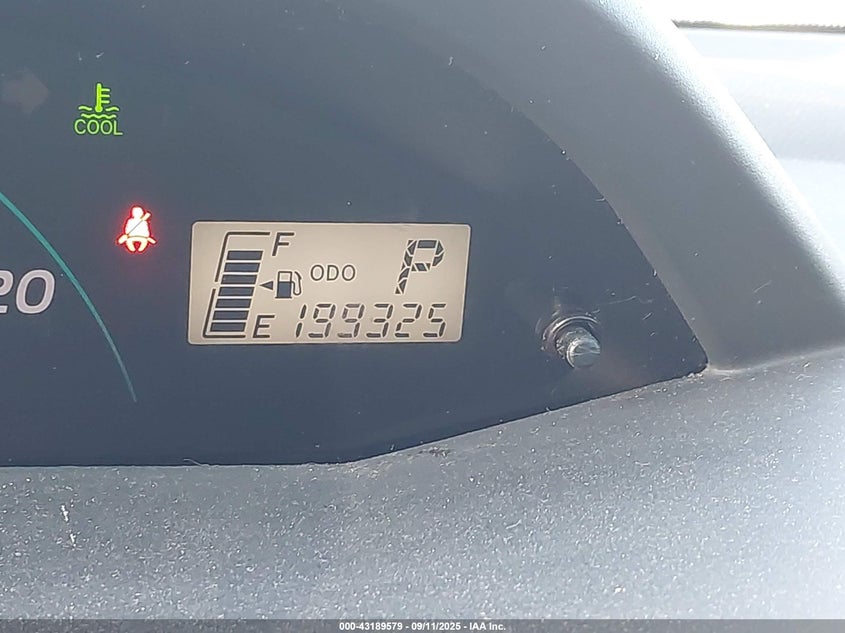 COOL
20
F
P
ODO
E 199325
000-43189579 - 09/11/2025 - IAA Inc.